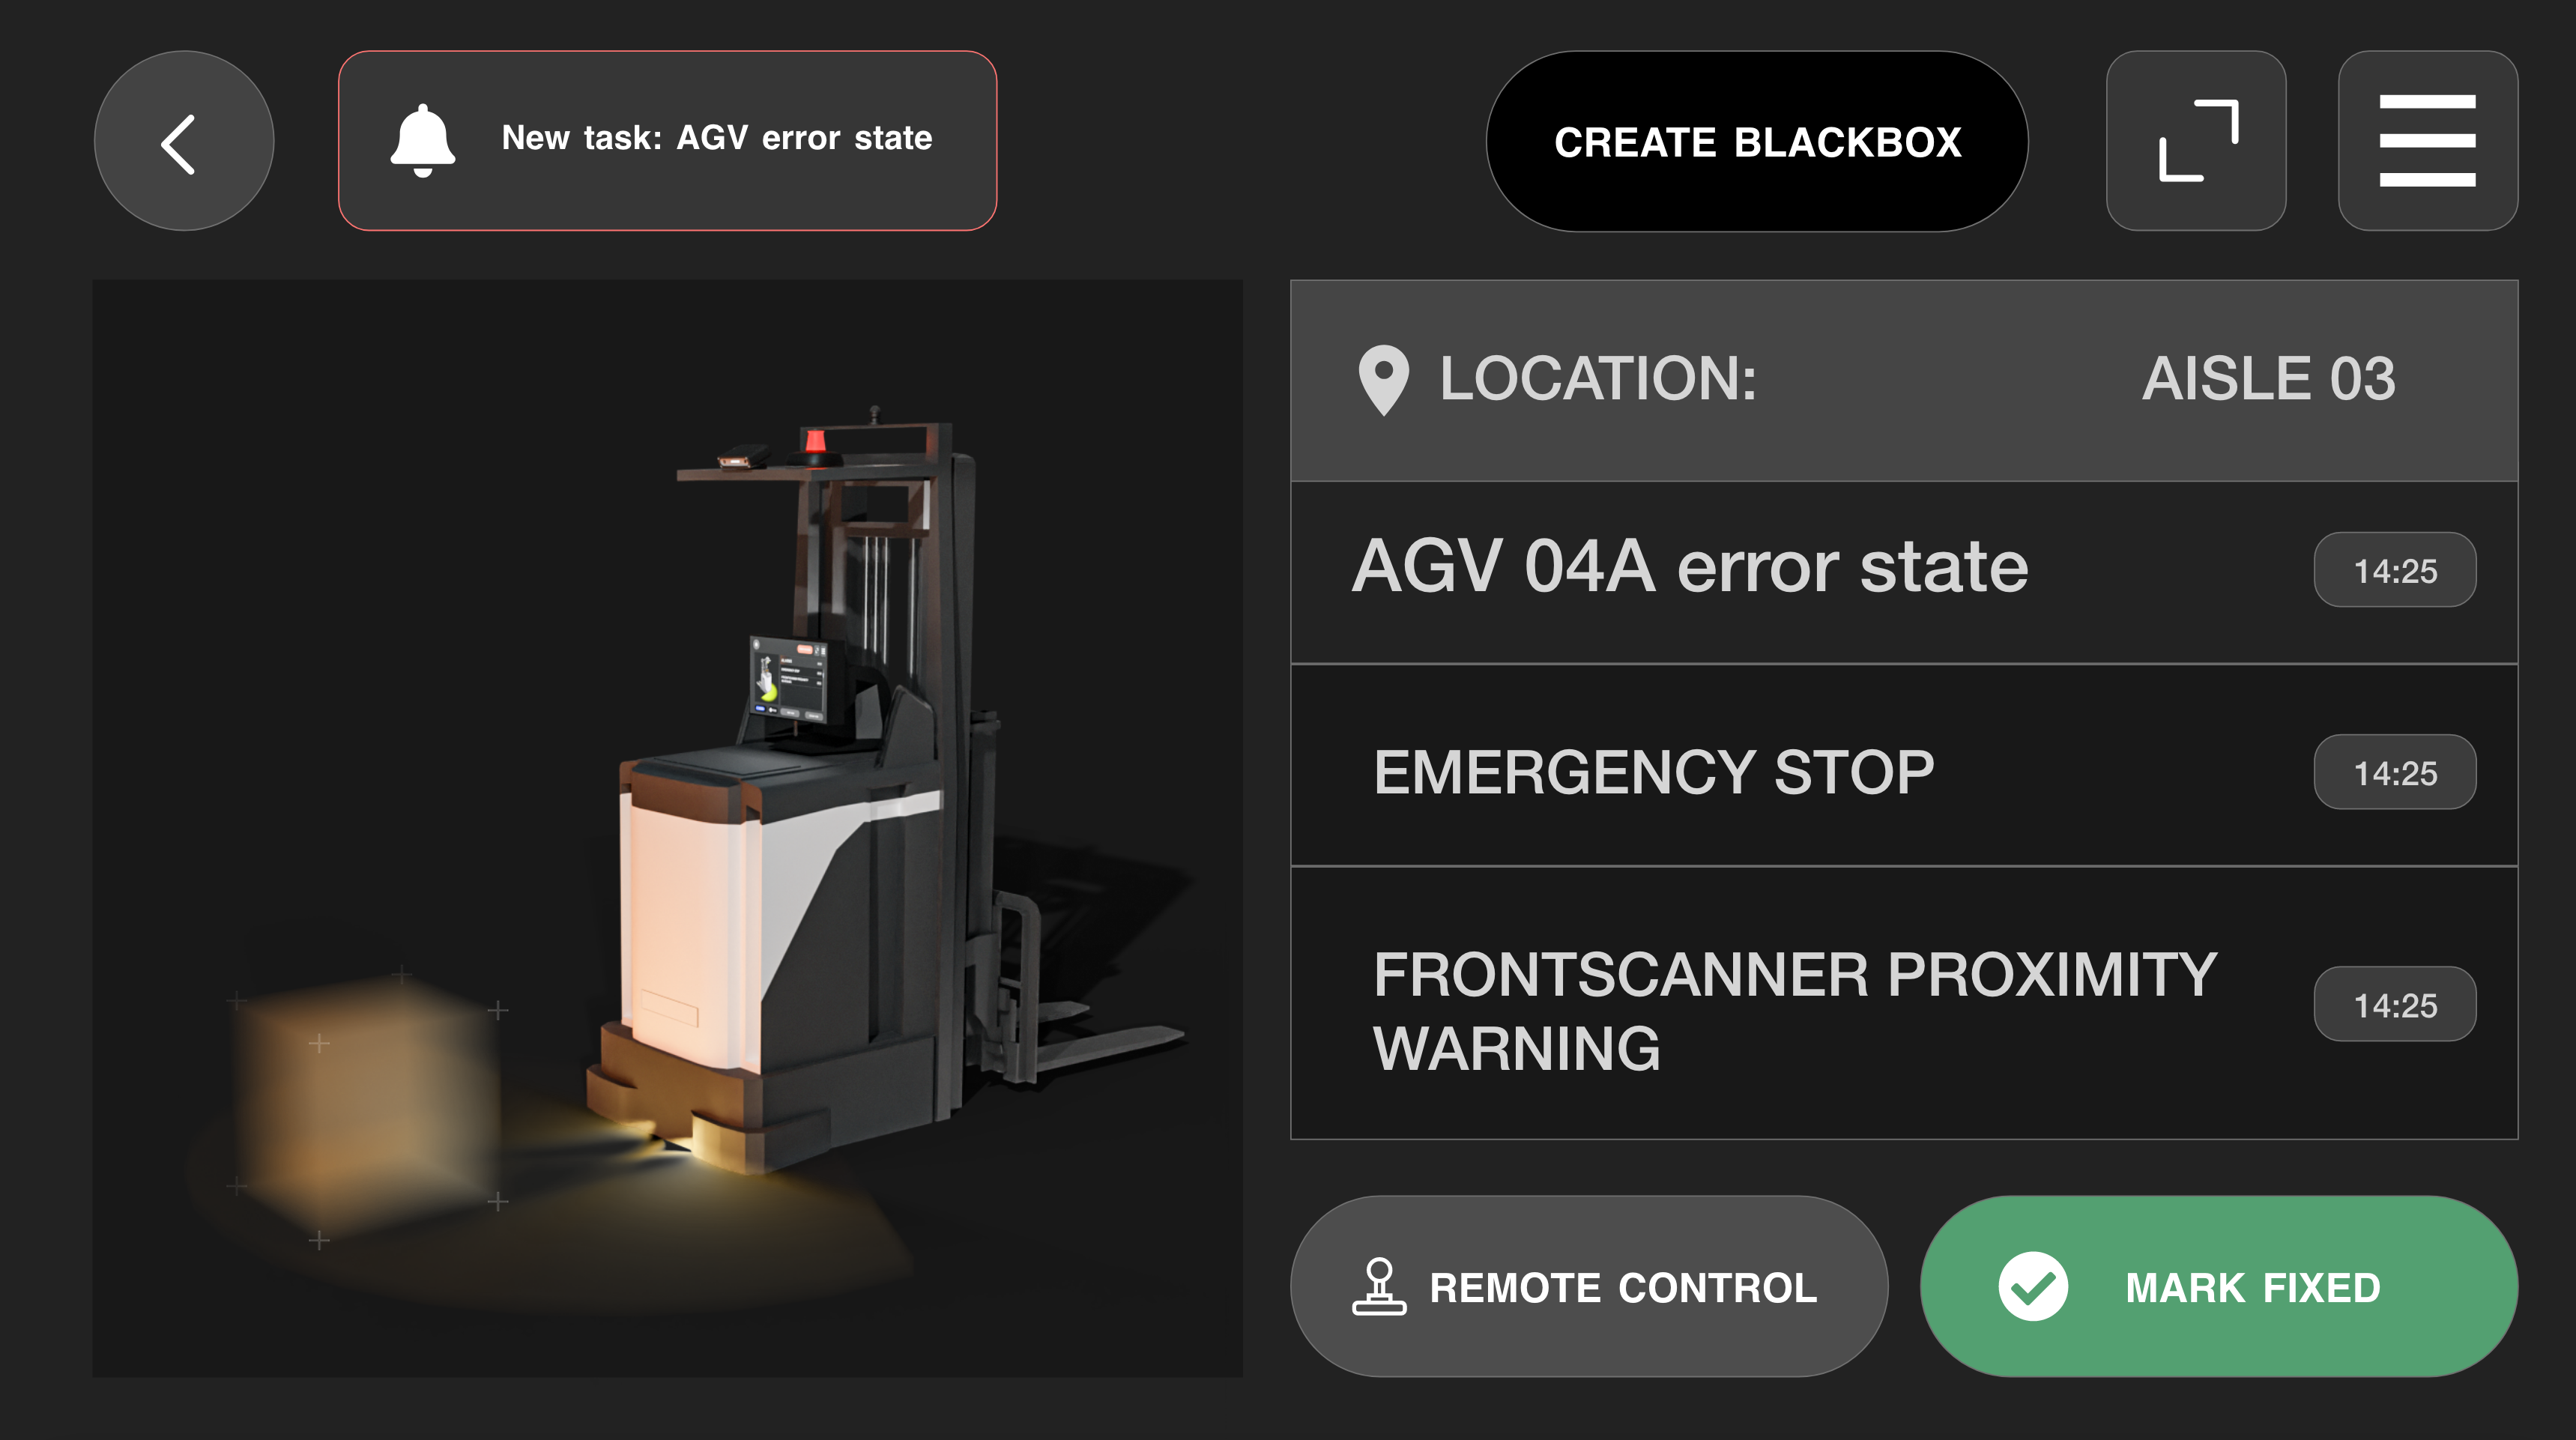 New task: AGV error state
CREATE BLACKBOX
LOCATION:
AISLE 03
AGV 04A error state
14:25
EMERGENCY STOP
14:25
FRONTSCANNER PROXIMITY
WARNING
14:25
REMOTE CONTROL
MARK FIXED